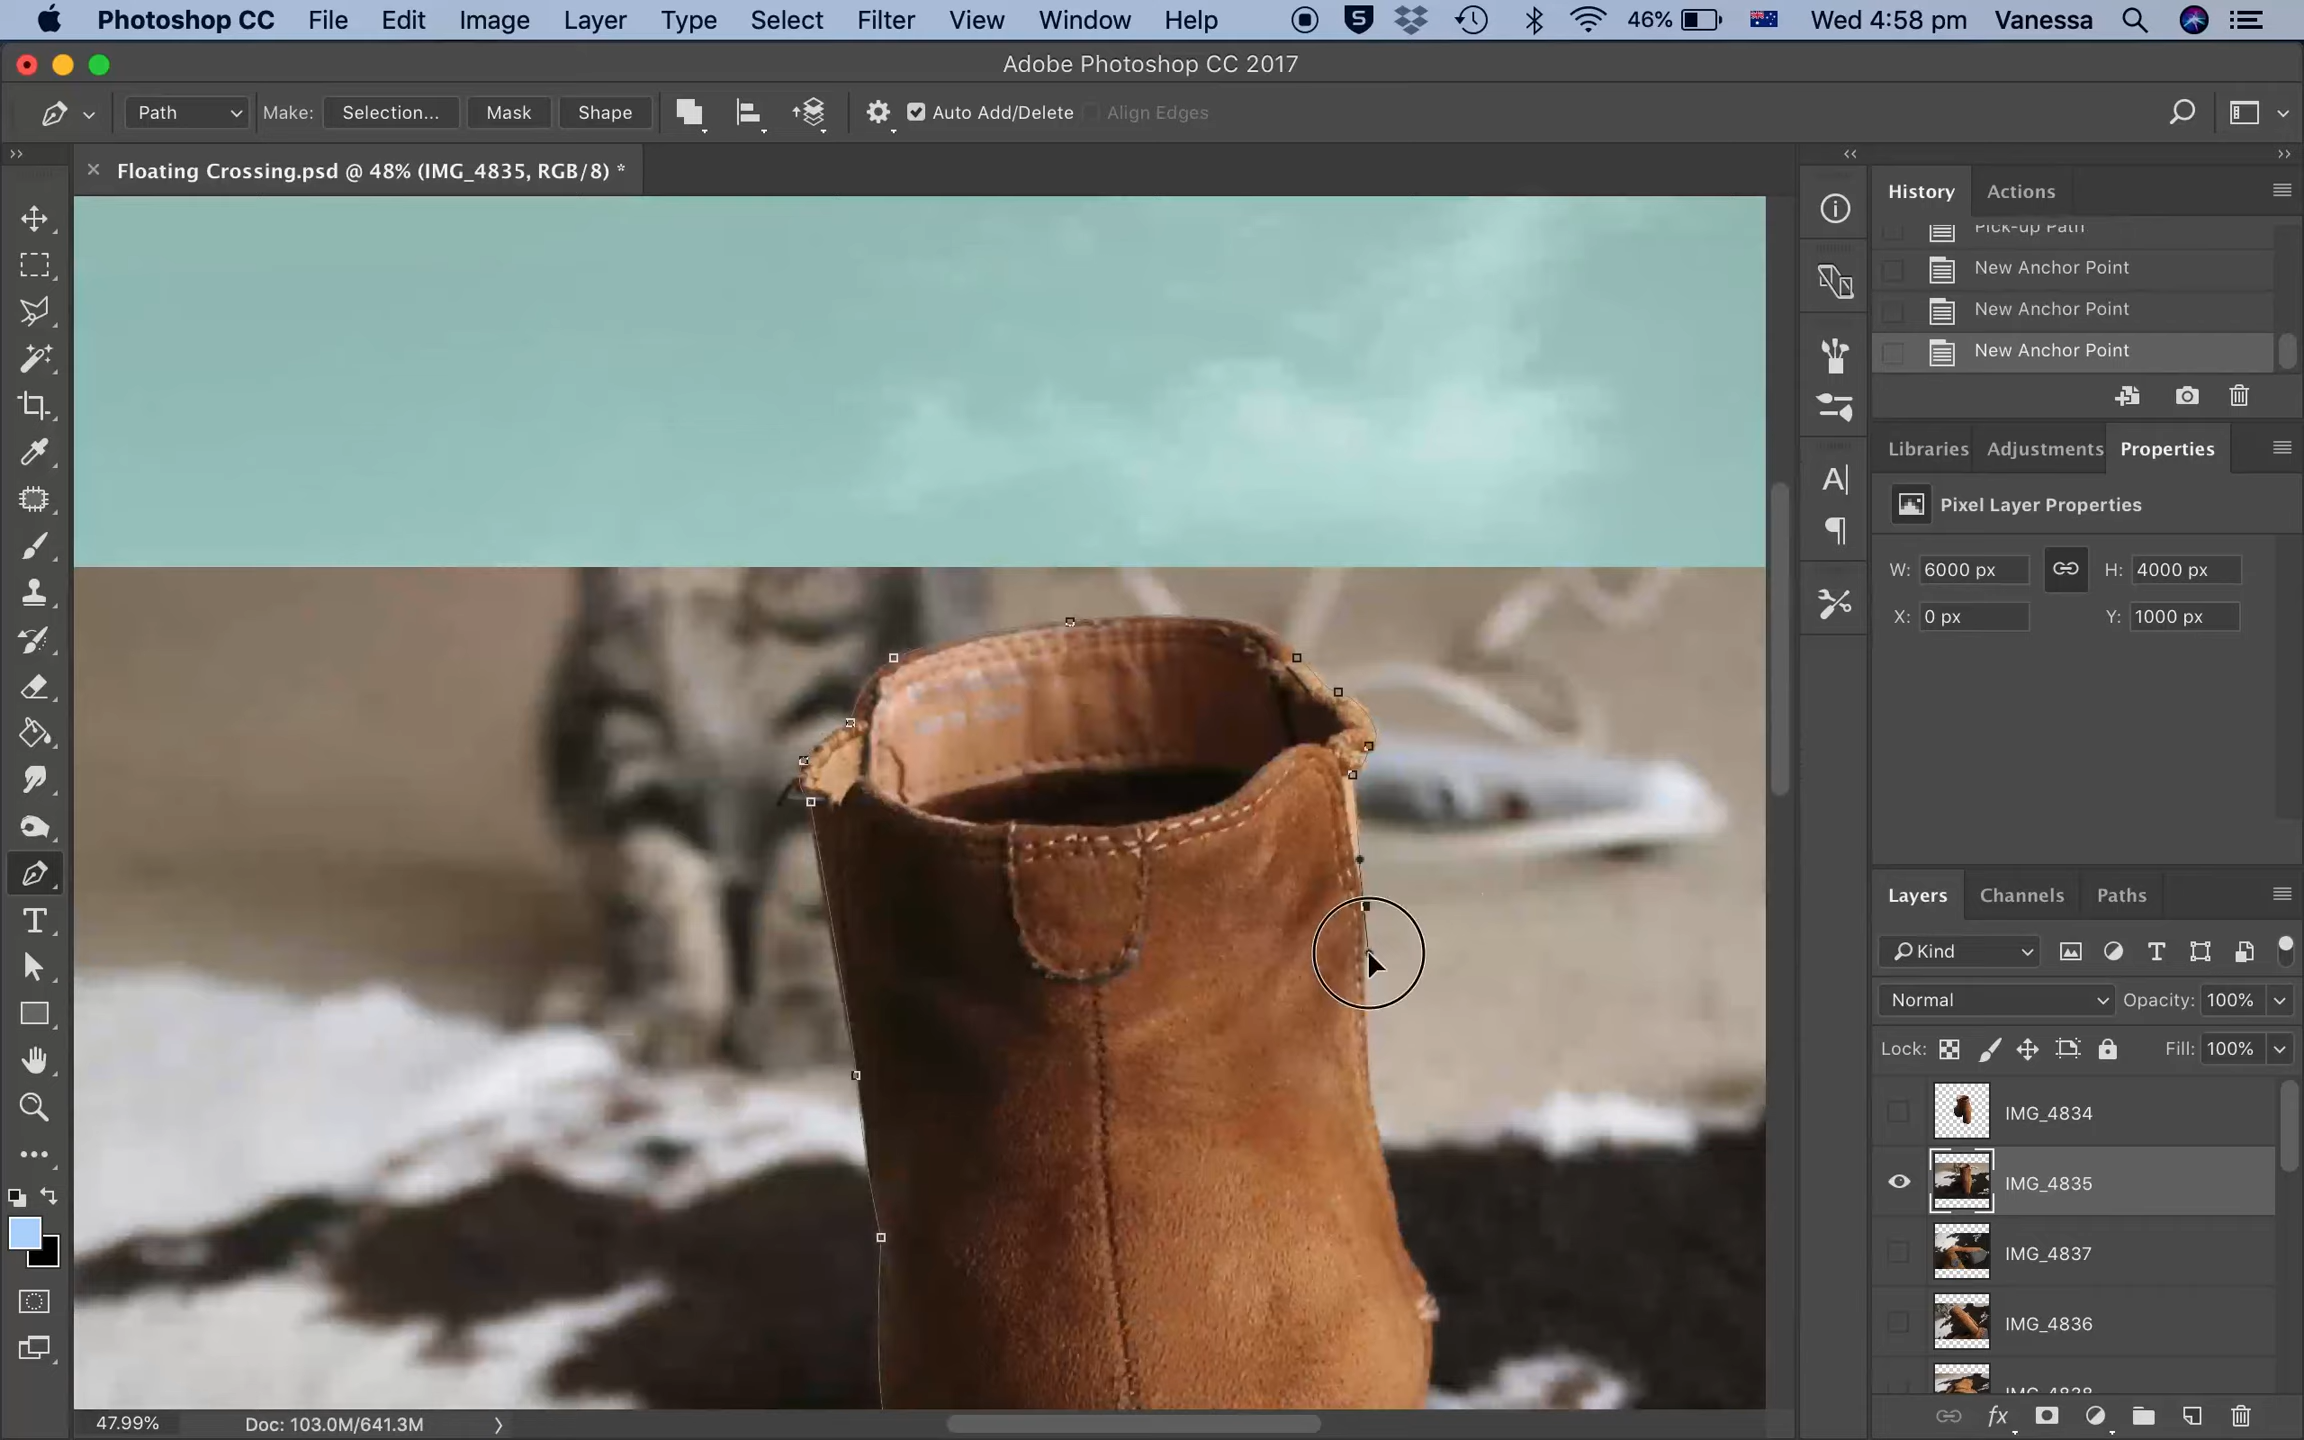 Photoshop CC File Edit Image Layer Type Select Filter View Window Help S 46% Wed 4:58 pm Vanessa
Adobe Photoshop CC 2017
Path Make: Selection... Mask Shape Auto Add/Delete Align Edges
Floating Crossing.psd @ 48% (IMG_4835, RGB/8) *
History Actions
Pick-up Path
New Anchor Point
New Anchor Point
New Anchor Point
Libraries Adjustments Properties
Pixel Layer Properties
W: 6000 px H: 4000 px
X: 0 px Y: 1000 px
Layers Channels Paths
Kind
Normal Opacity: 100%
Lock: Fill: 100%
IMG_4834
IMG_4835
IMG_4837
IMG_4836
IMG_4838
47.99% Doc: 103.0M/641.3M